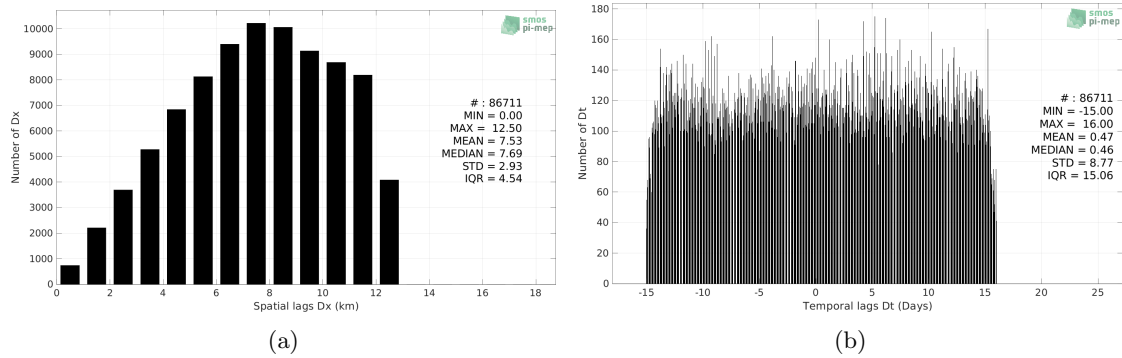 smos
pi-mep
Number of Dx
10000
9000
8000
7000
6000
5000
4000
3000
2000
1000
0
# : 86711
MIN = 0.00
MAX = 12.50
MEAN = 7.53
MEDIAN = 7.69
STD = 2.93
IQR = 4.54
0 2 4 6 8 10 12 14 16 18
Spatial lags Dx (km)
(a)
smos
pi-mep
Number of Dt
180
160
140
120
100
80
60
40
20
0
# : 86711
MIN = -15.00
MAX = 16.00
MEAN = 0.47
MEDIAN = 0.46
STD = 8.77
IQR = 15.06
-15 -10 -5 0 5 10 15 20 25
Temporal lags Dt (Days)
(b)